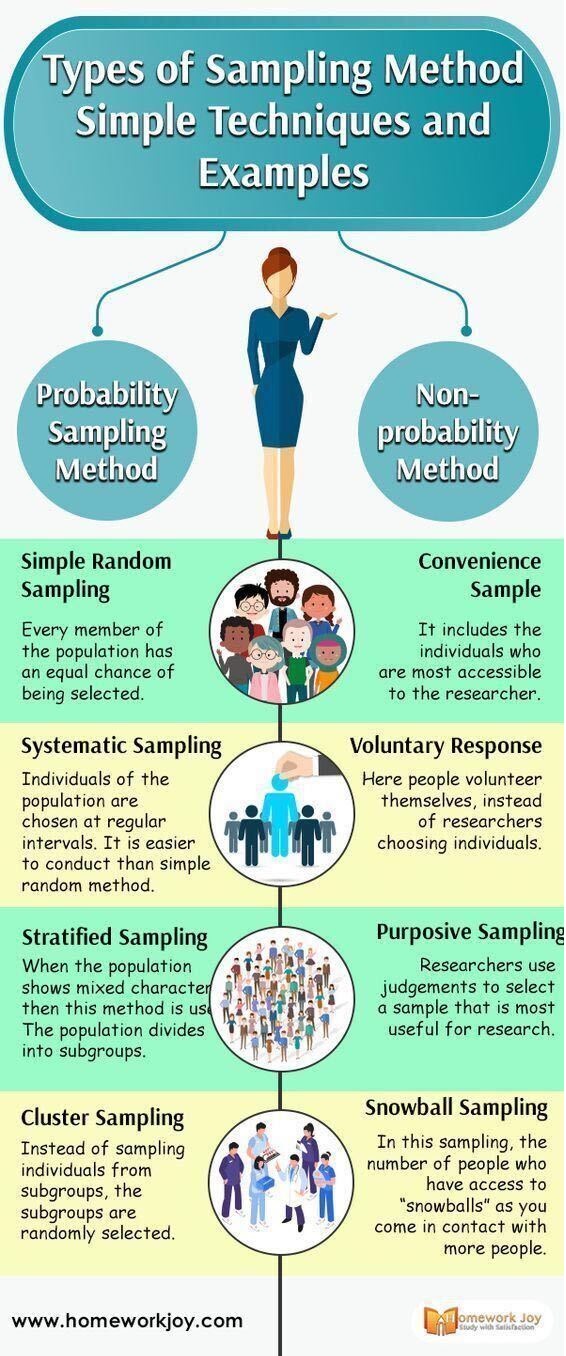 Types of Sampling Method
Simple Techniques and
Examples
Probability
Sampling
Method
Non-
probability
Method
Simple Random
Sampling
Every member of
the population has
an equal chance of
being selected.
Convenience
Sample
It includes the
individuals who
are most accessible
to the researcher.
Systematic Sampling
Individuals of the
population are
chosen at regular
intervals. It is easier
to conduct than simple
random method.
Voluntary Response
Here people volunteer
themselves, instead
of researchers
choosing individuals.
Stratified Sampling
When the population
shows mixed character
then this method is use
The population divides
into subgroups.
Purposive Sampling
Researchers use
judgements to select
a sample that is most
useful for research.
Cluster Sampling
Instead of sampling
individuals from
subgroups, the
subgroups are
randomly selected.
Snowball Sampling
In this sampling, the
number of people who
have access to
“snowballs” as you
come in contact with
more people.
www.homeworkjoy.com
Homework Joy
Study with Satisfaction